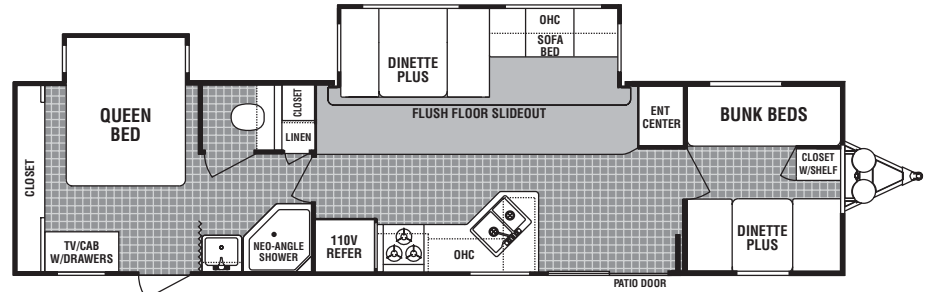 OHC
SOFA
BED
DINETTE
PLUS
QUEEN
BED
CLOSET
LINEN
FLUSH FLOOR SLIDEOUT
ENT
CENTER
BUNK BEDS
CLOSET
W/SHELF
CLOSET
TV/CAB
W/DRAWERS
NEO-ANGLE
SHOWER
110V
REFER
OHC
DINETTE
PLUS
PATIO DOOR